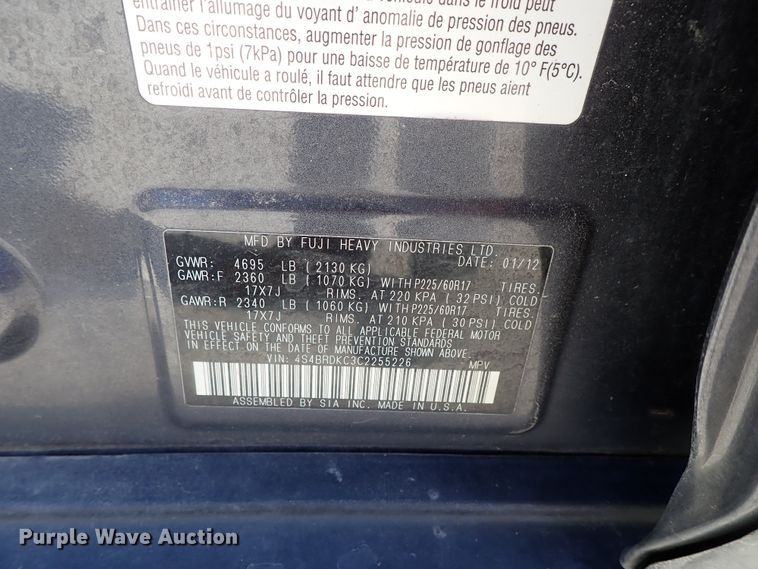 véhicule dans le froid peut
entraîner l'allumage du voyant d' anomalie de pression des pneus.
Dans ces circonstances, augmenter la pression de gonflage des
pneus de 1psi (7kPa) pour une baisse de température de 10° F(5°C).
Quand le véhicule a roulé, il faut attendre que les pneus aient
refroidi avant de contrôler la pression.
MFD BY FUJI HEAVY INDUSTRIES LTD.
GVWR: 4695 LB ( 2130 KG) DATE: 01/12
GAWR:F 2360 LB ( 1070 KG) WITH P225/60R17 TIRES.
17X7J RIMS. AT 220 KPA ( 32 PSI) COLD
GAWR:R 2340 LB ( 1060 KG) WITH P225/60R17 TIRES.
17X7J RIMS. AT 210 KPA ( 30 PSI) COLD
THIS VEHICLE CONFORMS TO ALL APPLICABLE FEDERAL MOTOR
VEHICLE SAFETY AND THEFT PREVENTION STANDARDS
IN EFFECT ON THE DATE OF MANUFACTURE SHOWN ABOVE.
VIN: 4S4BRDKC3C2255226 MPV
ASSEMBLED BY SIA INC. MADE IN U.S.A.
Purple Wave Auction